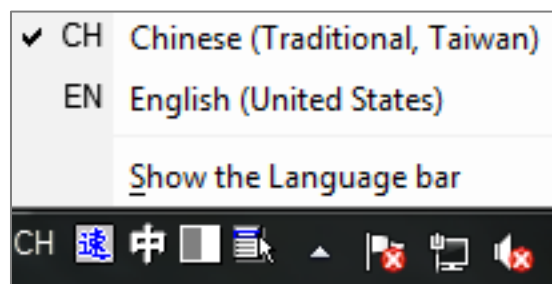 ✔ CH Chinese (Traditional, Taiwan)
EN English (United States)
Show the Language bar
CH 速 中